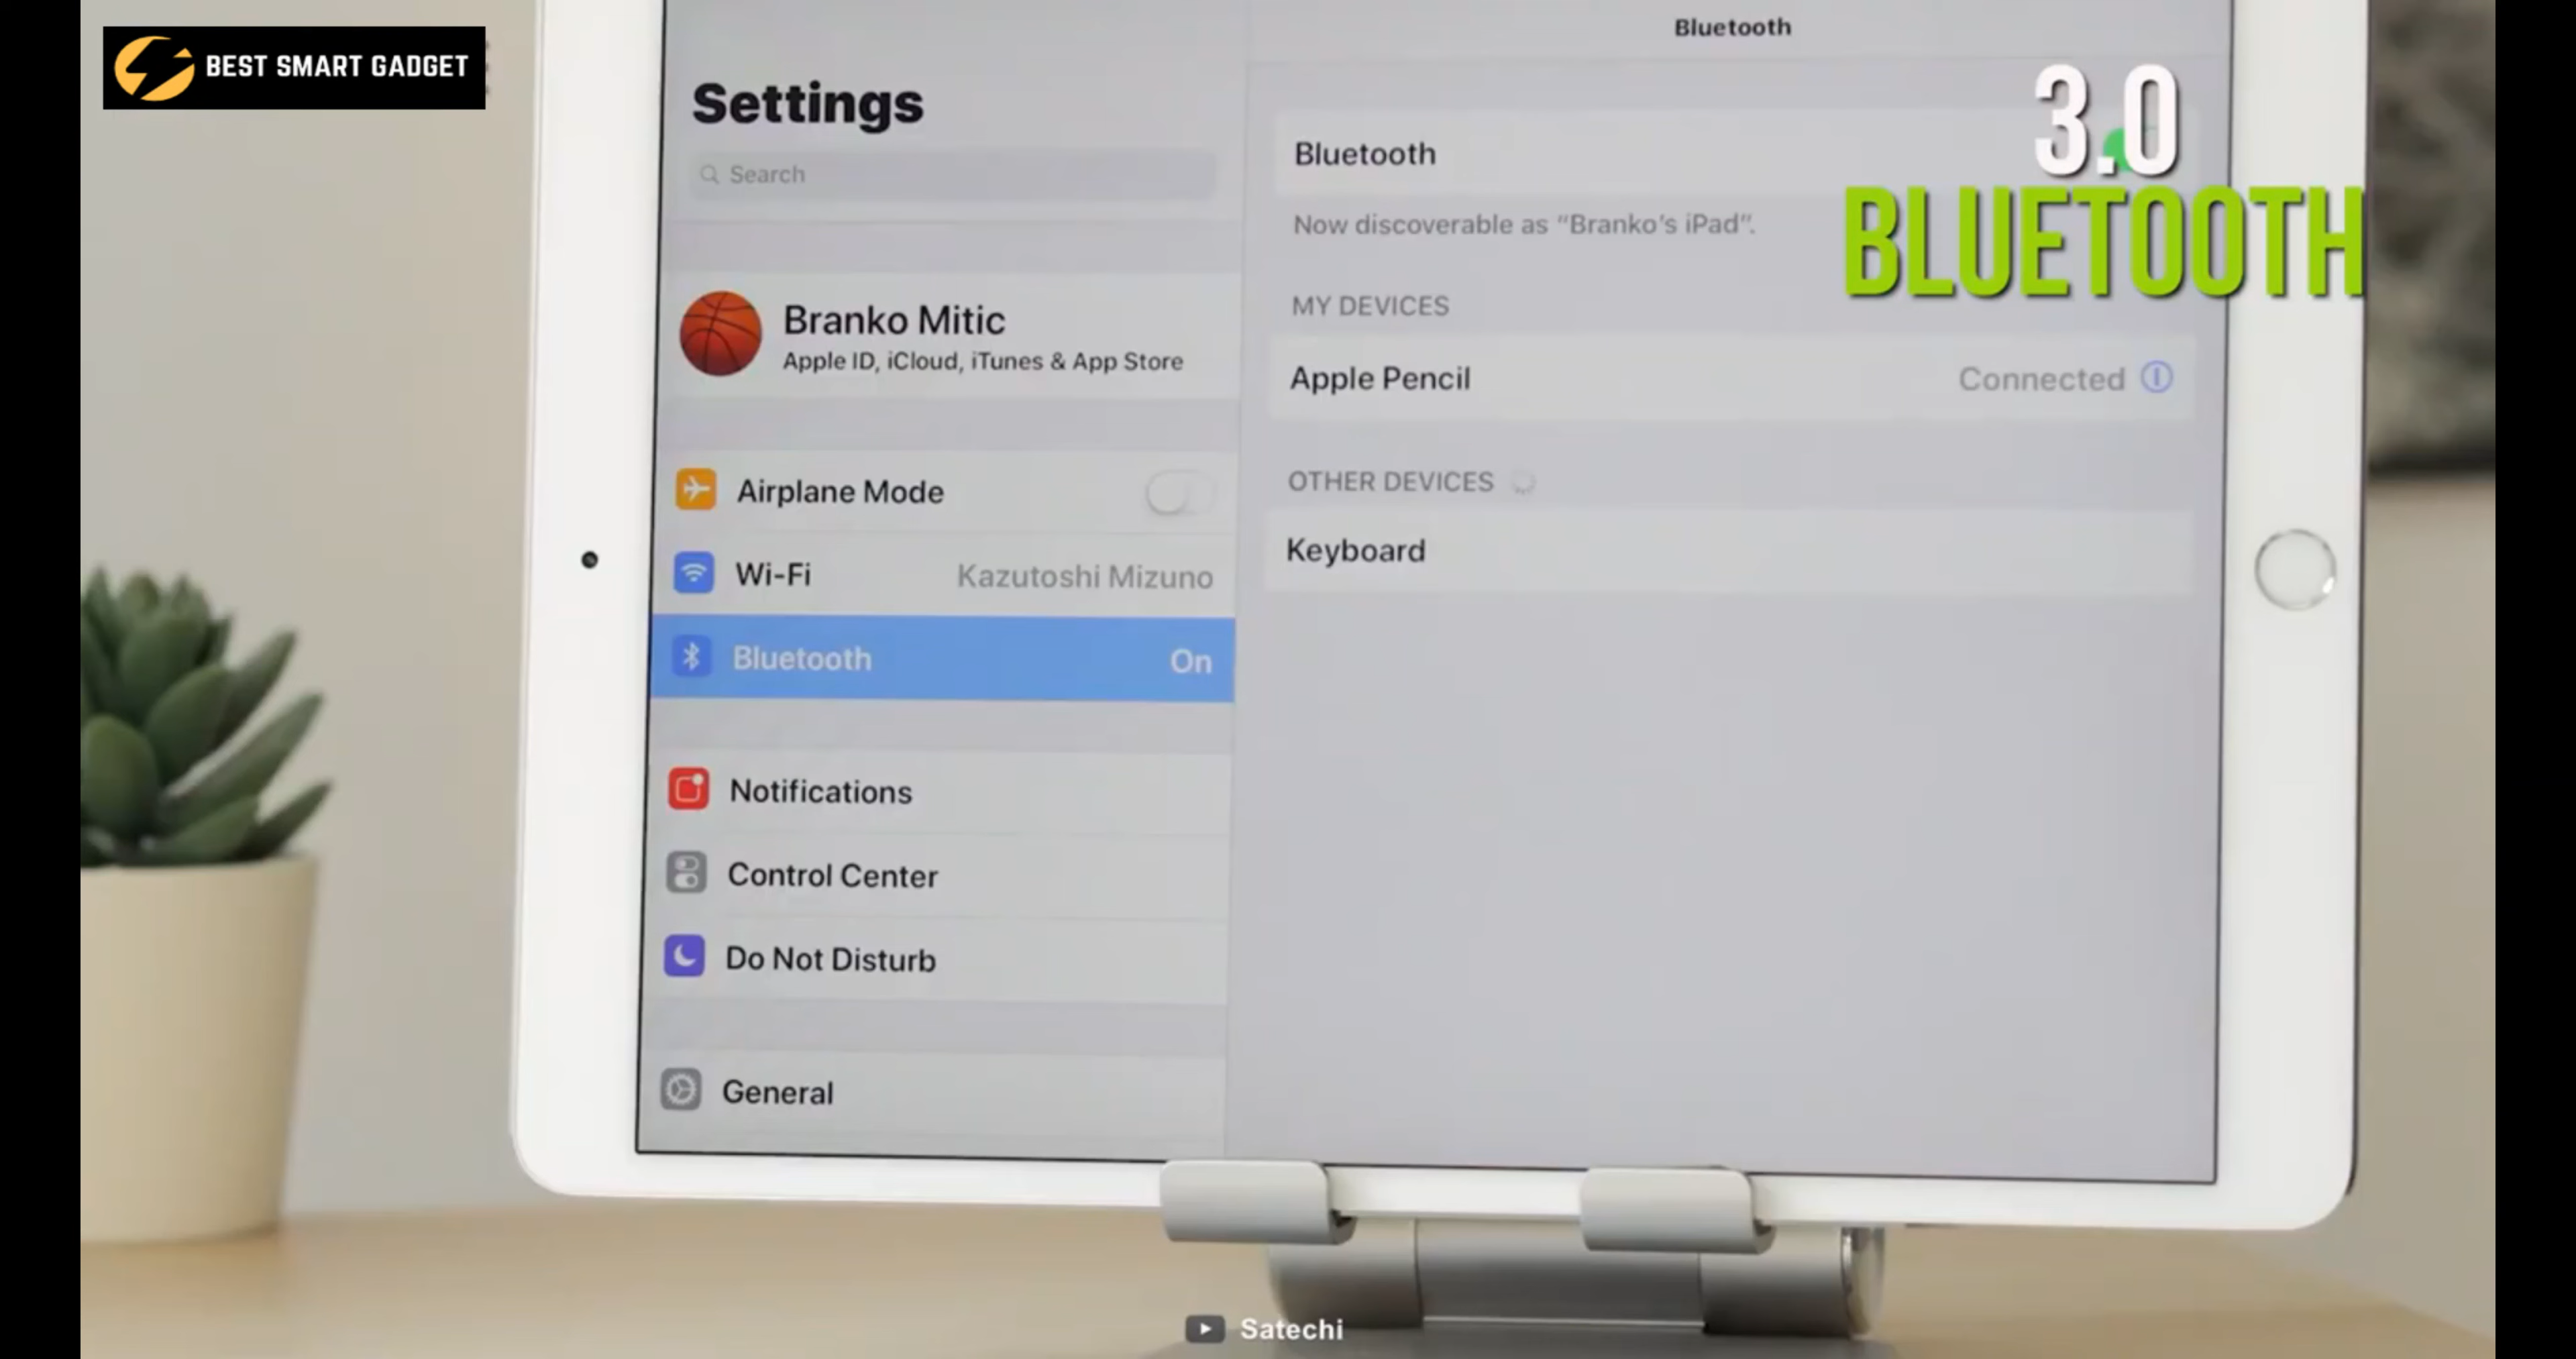 BEST SMART GADGET
Bluetooth
3.0
BLUETOOTH
Settings
Search
Branko Mitic
Apple ID, iCloud, iTunes & App Store
Airplane Mode
Wi-Fi Kazutoshi Mizuno
Bluetooth On
Notifications
Control Center
Do Not Disturb
General
Bluetooth
Now discoverable as “Branko’s iPad”.
MY DEVICES
Apple Pencil Connected
OTHER DEVICES
Keyboard
Satechi